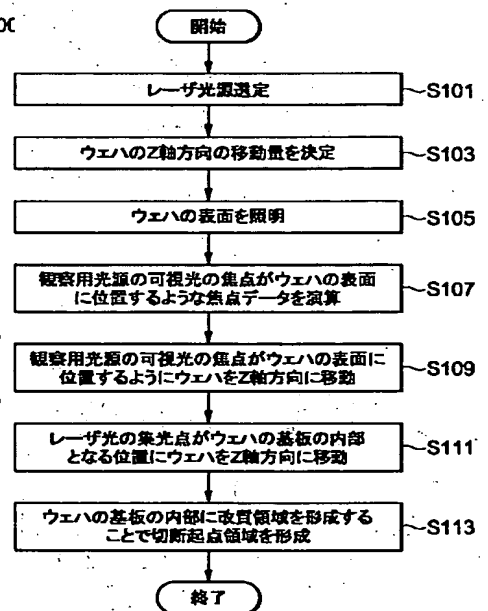 開始
レーザ光源選定
S101
ウェハのZ軸方向の移動量を決定
S103
ウェハの表面を照明
S105
観察用光源の可視光の焦点がウェハの表面
に位置するような焦点データを演算
S107
観察用光源の可視光の焦点がウェハの表面に
位置するようにウェハをZ軸方向に移動
S109
レーザ光の集光点がウェハの基板の内部
となる位置にウェハをZ軸方向に移動
S111
ウェハの基板の内部に改質領域を形成する
ことで切断起点領域を形成
S113
終了